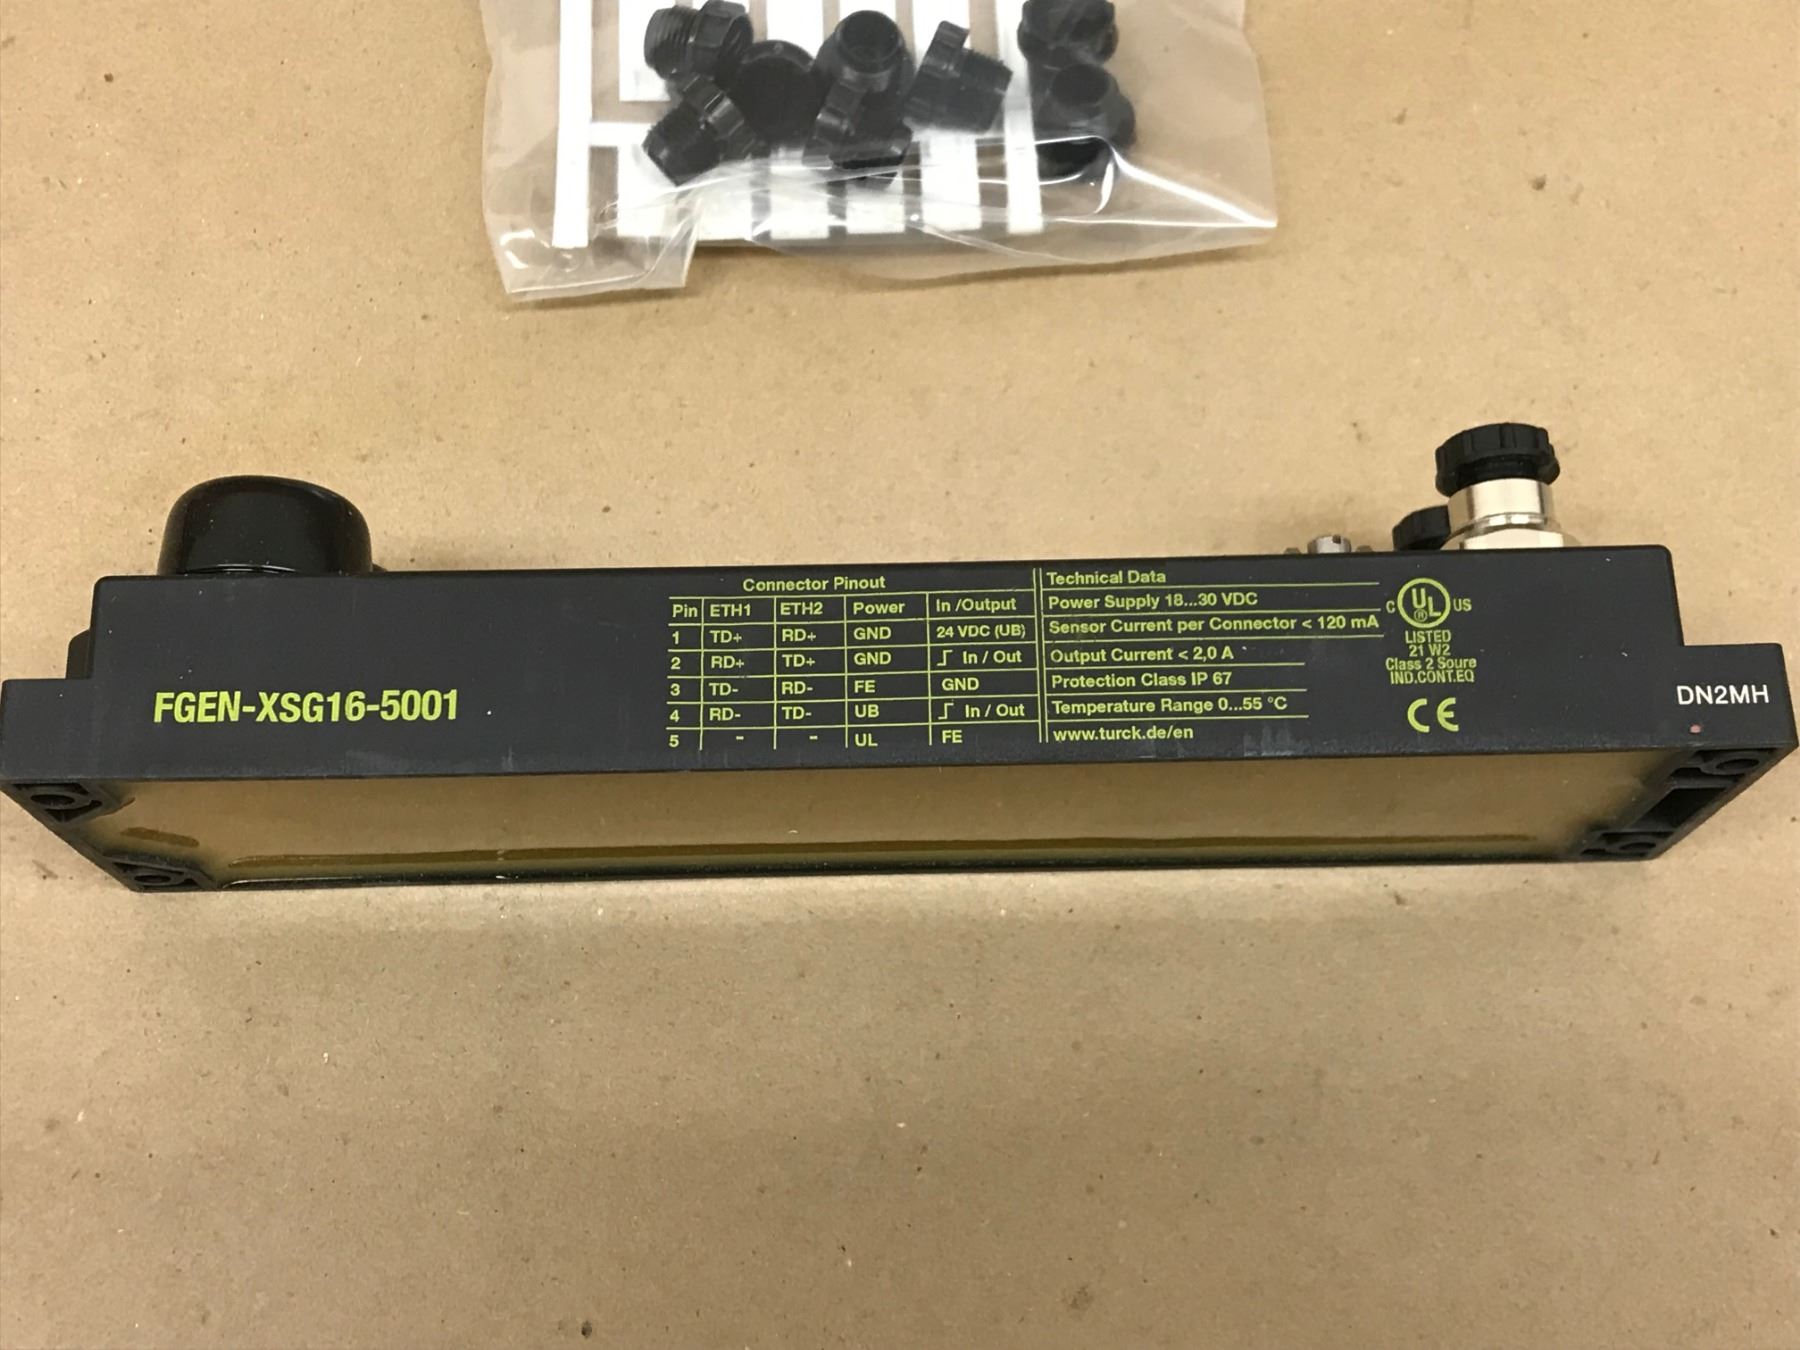 FGEN-XSG16-5001
Connector Pinout
Pin ETH1 ETH2 Power In /Output
1 TD+ RD+ GND 24 VDC (UB)
2 RD+ TD+ GND In / Out
3 TD- RD- FE GND
4 RD- TD- UB In / Out
5 - - UL FE
Technical Data
Power Supply 18...30 VDC
Sensor Current per Connector < 120 mA
Output Current < 2,0 A
Protection Class IP 67
Temperature Range 0...55 °C
www.turck.de/en
C UL US
®
LISTED
21 W2
Class 2 Soure
IND.CONT.EQ
CE
DN2MH